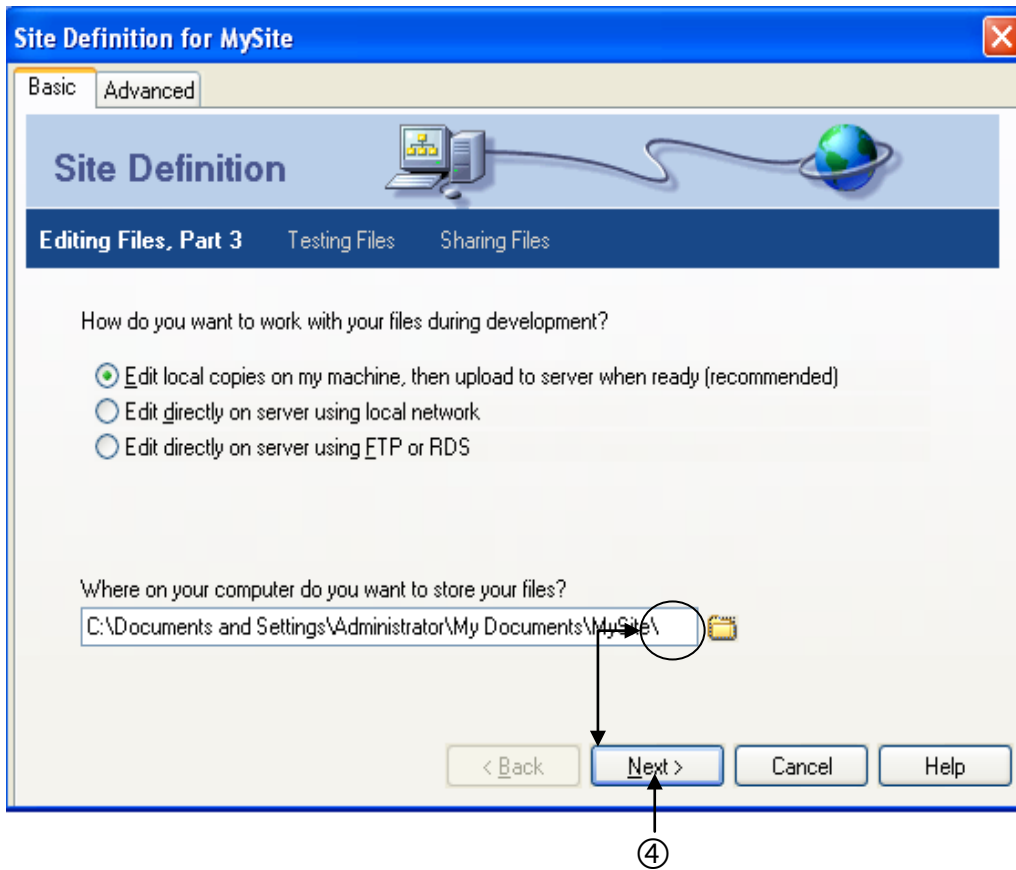 Site Definition for MySite
Basic Advanced
Site Definition
Editing Files, Part 3 Testing Files Sharing Files
How do you want to work with your files during development?
Edit local copies on my machine, then upload to server when ready (recommended)
Edit directly on server using local network
Edit directly on server using FTP or RDS
Where on your computer do you want to store your files?
C:\Documents and Settings\Administrator\My Documents\MySite\
< Back Next > Cancel Help
④